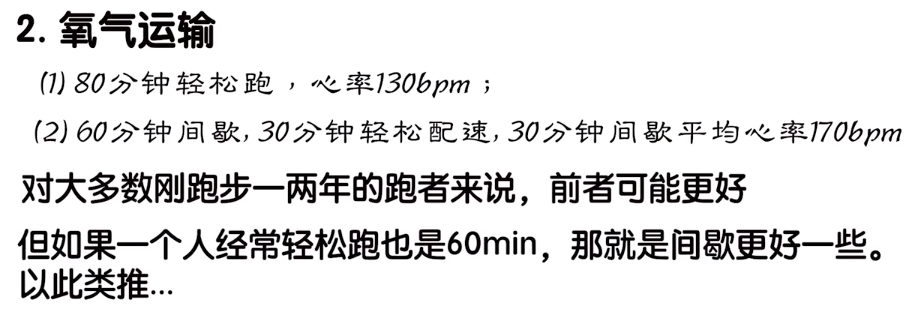 2. 氧气运输
(1) 80分钟轻松跑，心率130bpm；
(2) 60分钟间歇, 30分钟轻松配速, 30分钟间歇平均心率170bpm
对大多数刚跑步一两年的跑者来说，前者可能更好
但如果一个人经常轻松跑也是60min，那就是间歇更好一些。
以此类推...